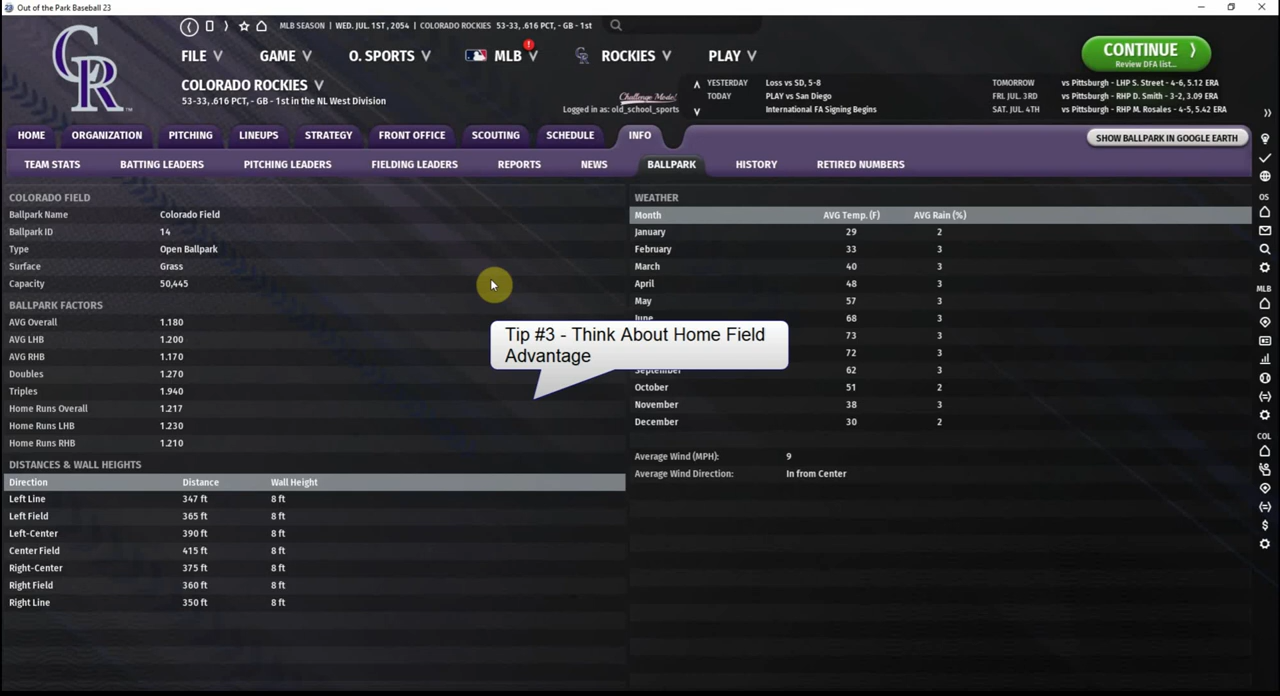 Out of the Park Baseball 23
MLB SEASON | WED. JUL. 1ST, 2054 | COLORADO ROCKIES 53-33, .616 PCT, - GB - 1st
FILE GAME O. SPORTS MLB ! ROCKIES PLAY
CONTINUE
Review DFA list...
COLORADO ROCKIES
53-33, .616 PCT, - GB - 1st in the NL West Division
Challenge Mode!
Logged in as: old_school_sports
YESTERDAY Loss vs SD, 5-8
TODAY PLAY vs San Diego
International FA Signing Begins
TOMORROW vs Pittsburgh - LHP S. Street - 4-6, 5.12 ERA
FRI. JUL. 3RD vs Pittsburgh - RHP D. Smith - 3-2, 3.09 ERA
SAT. JUL. 4TH vs Pittsburgh - RHP M. Rosales - 4-5, 5.42 ERA
HOME ORGANIZATION PITCHING LINEUPS STRATEGY FRONT OFFICE SCOUTING SCHEDULE INFO
SHOW BALLPARK IN GOOGLE EARTH
TEAM STATS BATTING LEADERS PITCHING LEADERS FIELDING LEADERS REPORTS NEWS BALLPARK HISTORY RETIRED NUMBERS
COLORADO FIELD
Ballpark Name Colorado Field
Ballpark ID 14
Type Open Ballpark
Surface Grass
Capacity 50,445
BALLPARK FACTORS
AVG Overall 1.180
AVG LHB 1.200
AVG RHB 1.170
Doubles 1.270
Triples 1.940
Home Runs Overall 1.217
Home Runs LHB 1.230
Home Runs RHB 1.210
DISTANCES & WALL HEIGHTS
Direction Distance Wall Height
Left Line 347 ft 8 ft
Left Field 365 ft 8 ft
Left-Center 390 ft 8 ft
Center Field 415 ft 8 ft
Right-Center 375 ft 8 ft
Right Field 360 ft 8 ft
Right Line 350 ft 8 ft
Tip #3 - Think About Home Field
Advantage
WEATHER
Month AVG Temp. (F) AVG Rain (%)
January 29 2
February 33 3
March 40 3
April 48 3
May 57 3
June 68 3
73 3
72 3
September 62 3
October 51 2
November 38 3
December 30 2
Average Wind (MPH): 9
Average Wind Direction: In from Center
OS
MLB
COL
CR